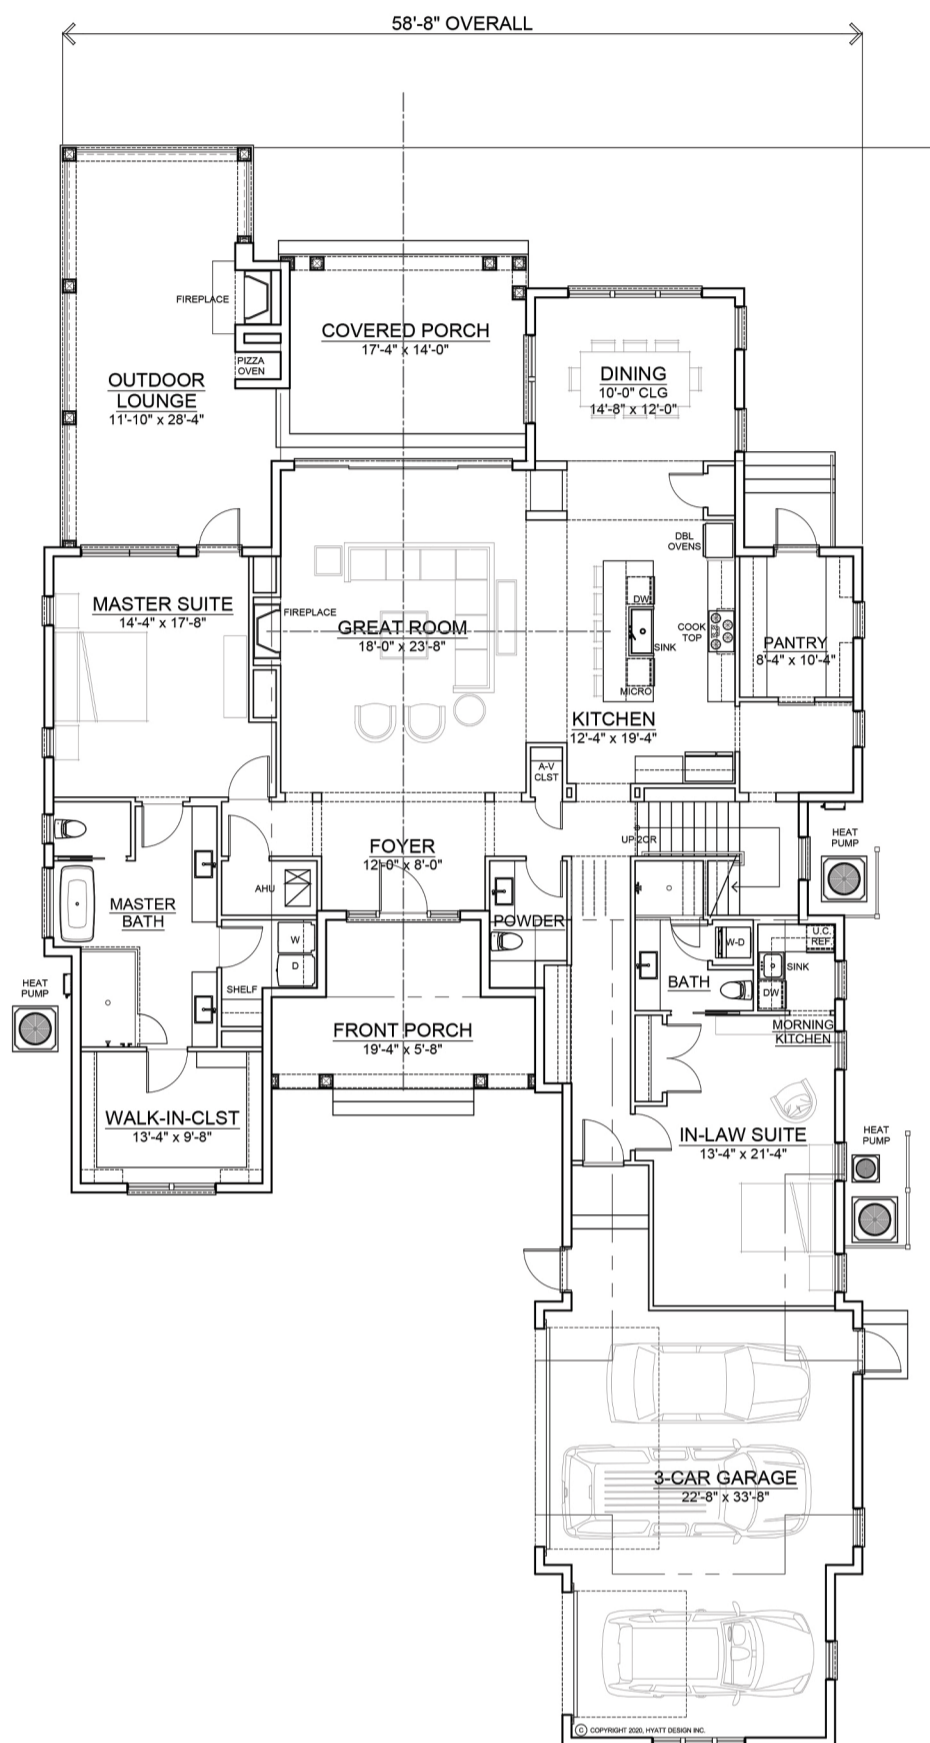 58'-8" OVERALL
FIREPLACE
PIZZA
OVEN
COVERED PORCH
17'-4" x 14'-0"
OUTDOOR
LOUNGE
11'-10" x 28'-4"
DINING
10'-0" CLG
14'-8" x 12'-0"
DBL
OVENS
MASTER SUITE
14'-4" x 17'-8"
FIREPLACE
GREAT ROOM
18'-0" x 23'-8"
DW
SINK
MICRO
COOK
TOP
PANTRY
8'-4" x 10'-4"
KITCHEN
12'-4" x 19'-4"
A-V
CLST
FOYER
12'-0" x 8'-0"
UP 20R
HEAT
PUMP
AHU
MASTER
BATH
POWDER
W
D
SHELF
W-D
U.C.
REF.
SINK
DW
BATH
MORNING
KITCHEN
HEAT
PUMP
FRONT PORCH
19'-4" x 5'-8"
WALK-IN-CLST
13'-4" x 9'-8"
IN-LAW SUITE
13'-4" x 21'-4"
HEAT
PUMP
3-CAR GARAGE
22'-8" x 33'-8"
© COPYRIGHT 2020, HYATT DESIGN INC.